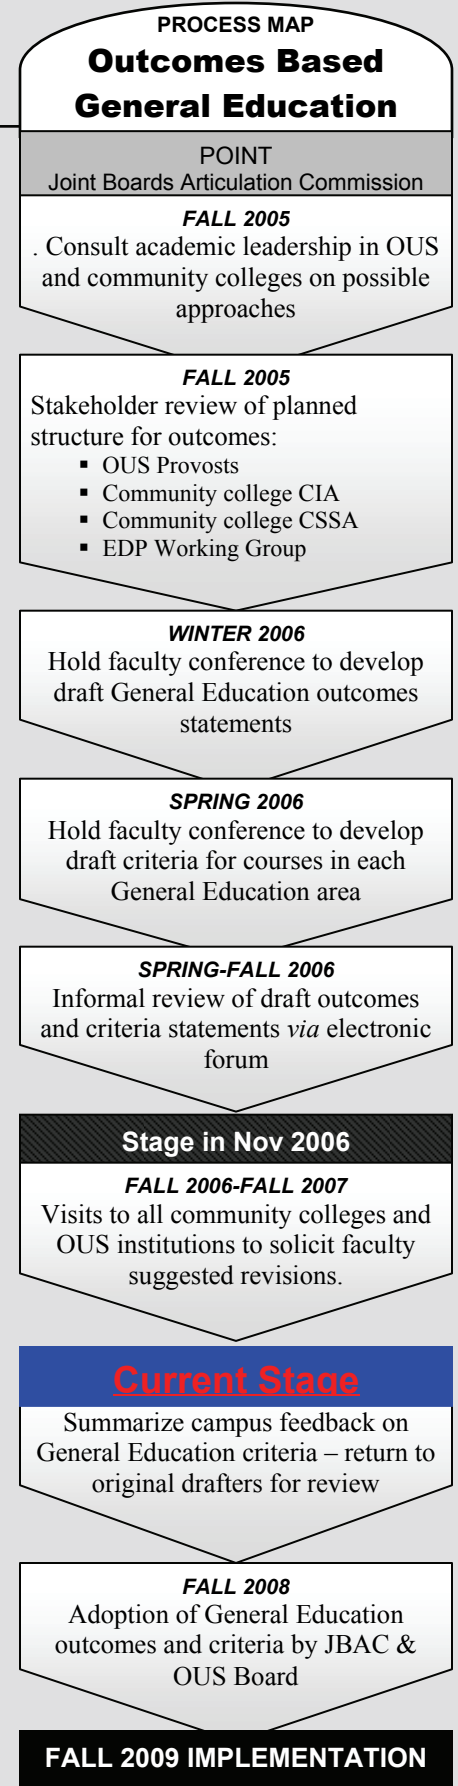 PROCESS MAP
Outcomes Based
General Education
POINT
Joint Boards Articulation Commission
FALL 2005
. Consult academic leadership in OUS
and community colleges on possible
approaches
FALL 2005
Stakeholder review of planned
structure for outcomes:
▪ OUS Provosts
▪ Community college CIA
▪ Community college CSSA
▪ EDP Working Group
WINTER 2006
Hold faculty conference to develop
draft General Education outcomes
statements
SPRING 2006
Hold faculty conference to develop
draft criteria for courses in each
General Education area
SPRING-FALL 2006
Informal review of draft outcomes
and criteria statements via electronic
forum
Stage in Nov 2006
FALL 2006-FALL 2007
Visits to all community colleges and
OUS institutions to solicit faculty
suggested revisions.
Current Stage
Summarize campus feedback on
General Education criteria – return to
original drafters for review
FALL 2008
Adoption of General Education
outcomes and criteria by JBAC &
OUS Board
FALL 2009 IMPLEMENTATION